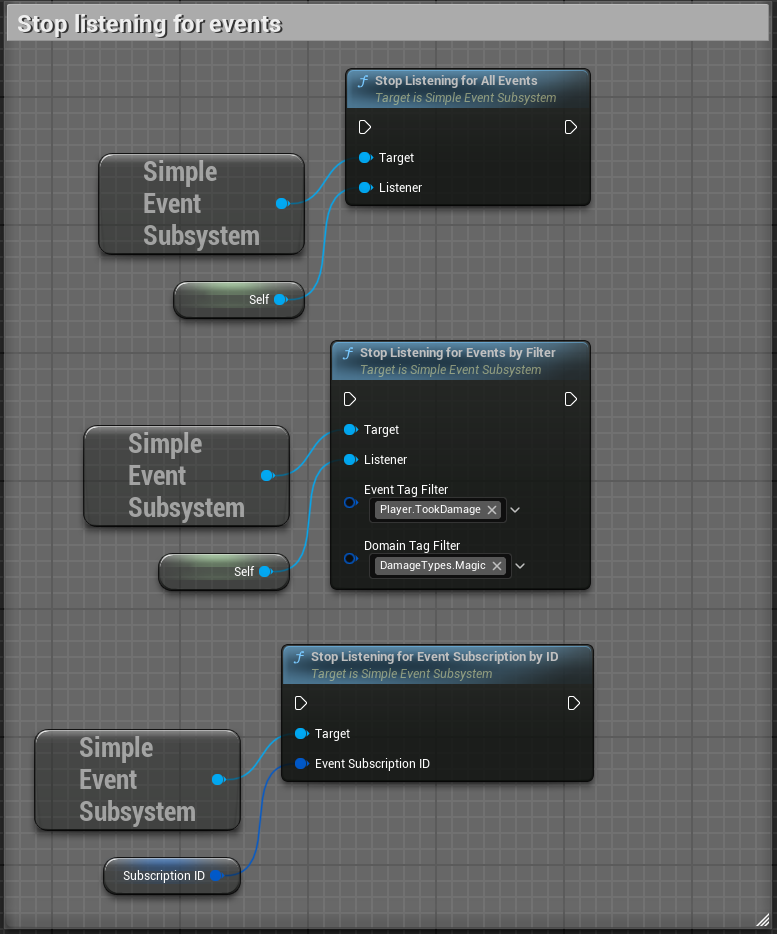 Stop listening for events
Stop Listening for All Events
Target is Simple Event Subsystem
Target
Listener
Simple
Event
Subsystem
Self
Stop Listening for Events by Filter
Target is Simple Event Subsystem
Target
Listener
Event Tag Filter
Player.TookDamage
Domain Tag Filter
DamageTypes.Magic
Simple
Event
Subsystem
Self
Stop Listening for Event Subscription by ID
Target is Simple Event Subsystem
Target
Event Subscription ID
Simple
Event
Subsystem
Subscription ID